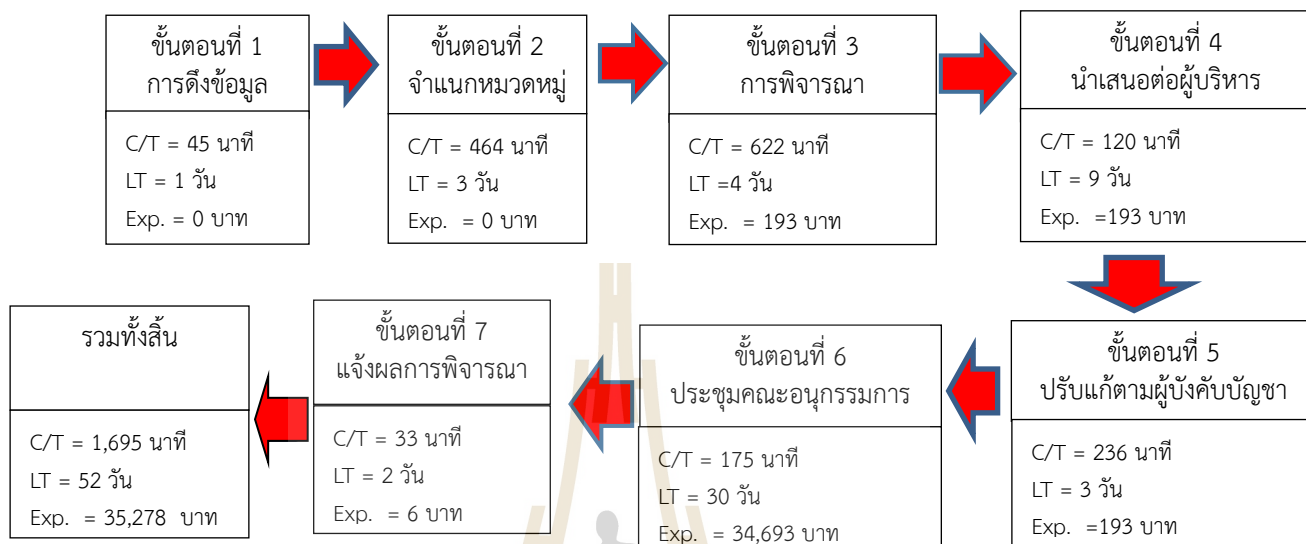 ขั้นตอนที่ 1
การดึงข้อมูล
C/T = 45 นาที
LT = 1 วัน
Exp. = 0 บาท
ขั้นตอนที่ 2
จำแนกหมวดหมู่
C/T = 464 นาที
LT = 3 วัน
Exp. = 0 บาท
ขั้นตอนที่ 3
การพิจารณา
C/T = 622 นาที
LT =4 วัน
Exp. = 193 บาท
ขั้นตอนที่ 4
นำเสนอต่อผู้บริหาร
C/T = 120 นาที
LT = 9 วัน
Exp. =193 บาท
ขั้นตอนที่ 5
ปรับแก้ตามผู้บังคับบัญชา
C/T = 236 นาที
LT = 3 วัน
Exp. =193 บาท
ขั้นตอนที่ 6
ประชุมคณะอนุกรรมการ
C/T = 175 นาที
LT = 30 วัน
Exp. = 34,693 บาท
ขั้นตอนที่ 7
แจ้งผลการพิจารณา
C/T = 33 นาที
LT = 2 วัน
Exp. = 6 บาท
รวมทั้งสิ้น
C/T = 1,695 นาที
LT = 52 วัน
Exp. = 35,278 บาท